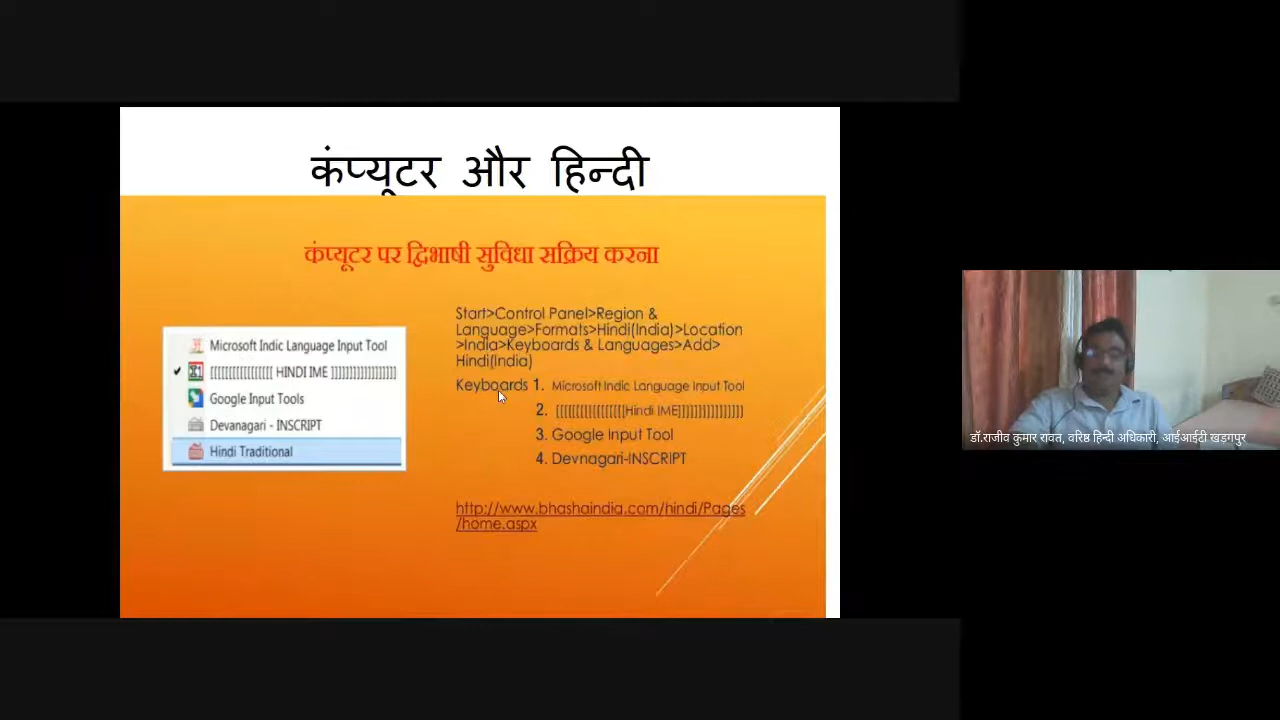 कंप्यूटर और हिन्दी
कंप्यूटर पर द्विभाषी सुविधा सक्रिय करना
Microsoft Indic Language Input Tool
[[[[[[[[[[[[[[[[[ HINDI IME ]]]]]]]]]]]]]]]]]]
Google Input Tools
Devanagari - INSCRIPT
Hindi Traditional
Start>Control Panel>Region &
Language>Formats>Hindi(India)>Location
>India>Keyboards & Languages>Add>
Hindi(India)
Keyboards 1. Microsoft Indic Language Input Tool
2. [[[[[[[[[[[[[[[[[Hindi IME]]]]]]]]]]]]]]]]]
3. Google Input Tool
4. Devnagari-INSCRIPT
http://www.bhashaindia.com/hindi/Pages
/home.aspx
डॉ.राजीव कुमार रावत, वरिष्ठ हिन्दी अधिकारी, आईआईटी खड़गपुर